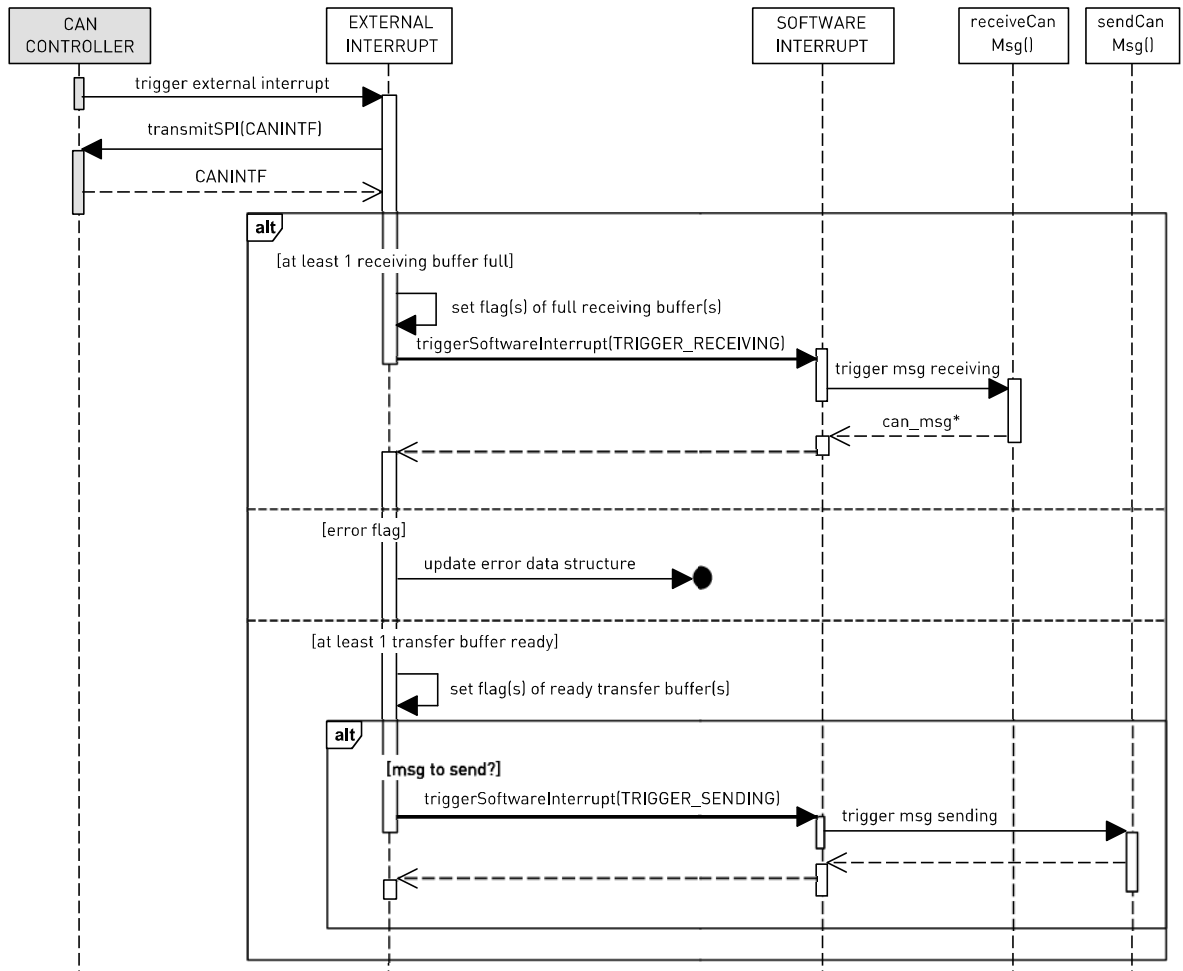 CAN
CONTROLLER
EXTERNAL
INTERRUPT
SOFTWARE
INTERRUPT
receiveCan
Msg()
sendCan
Msg()
trigger external interrupt
transmitSPI(CANINTF)
CANINTF
alt
[at least 1 receiving buffer full]
set flag(s) of full receiving buffer(s)
triggerSoftwareInterrupt(TRIGGER_RECEIVING)
trigger msg receiving
can_msg*
[error flag]
update error data structure
[at least 1 transfer buffer ready]
set flag(s) of ready transfer buffer(s)
alt
[msg to send?]
triggerSoftwareInterrupt(TRIGGER_SENDING)
trigger msg sending